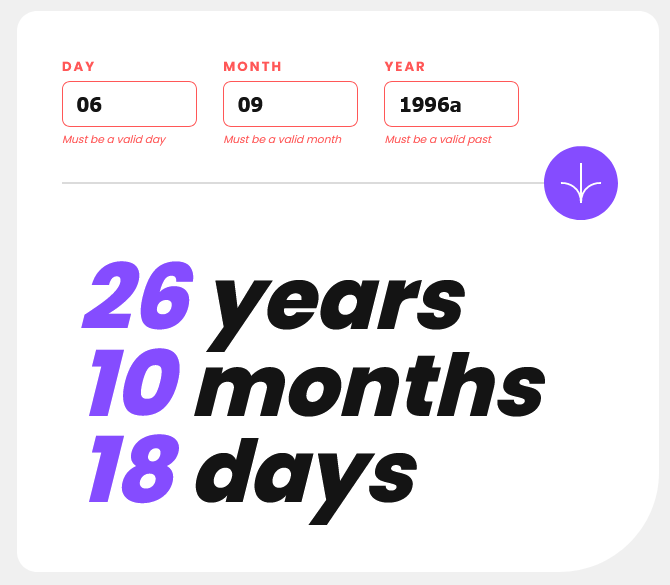 DAY MONTH YEAR
06 09 1996a
Must be a valid day Must be a valid month Must be a valid past
26 years
10 months
18 days